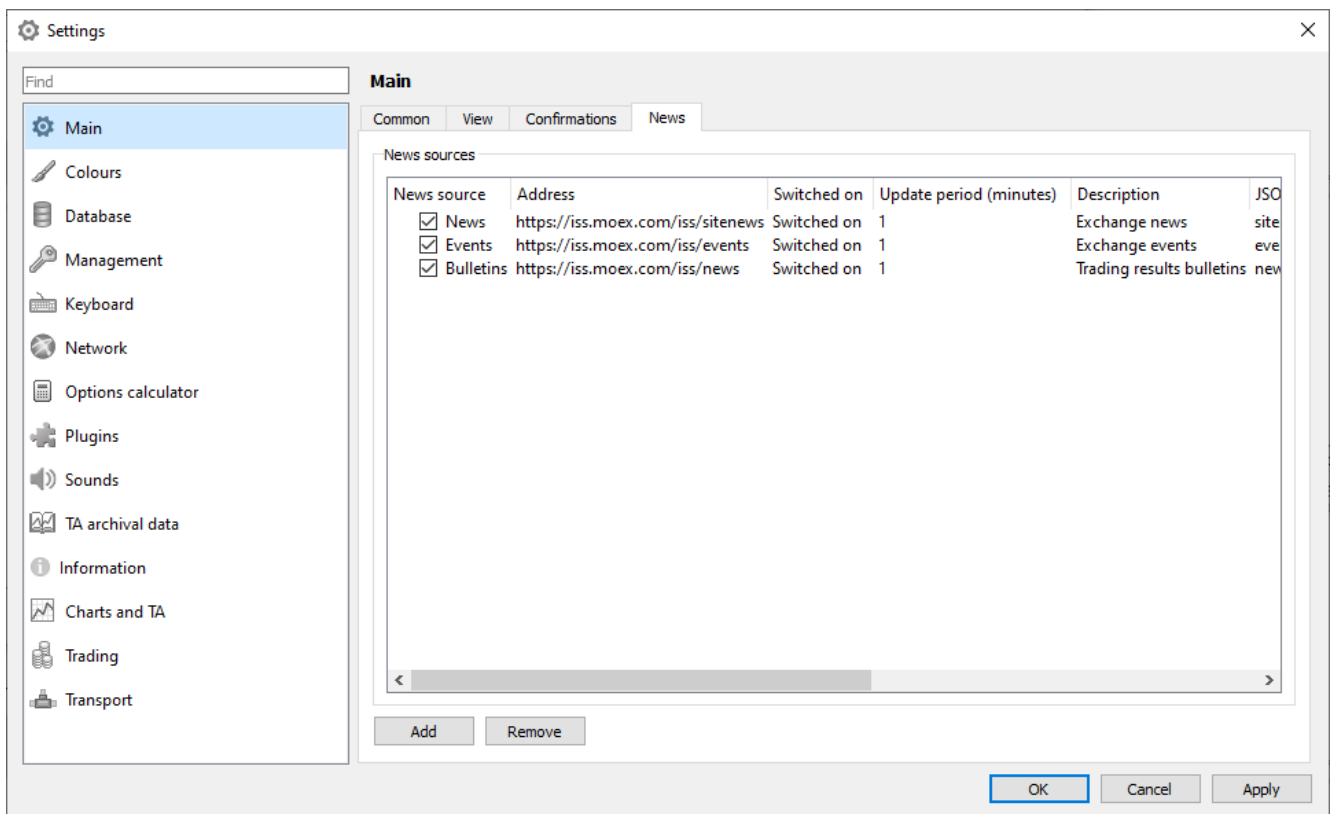 Settings
Find
Main
Colours
Database
Management
Keyboard
Network
Options calculator
Plugins
Sounds
TA archival data
Information
Charts and TA
Trading
Transport
Main
Common View Confirmations News
News sources
News source Address Switched on Update period (minutes) Description JSO
News https://iss.moex.com/iss/sitenews Switched on 1 Exchange news site
Events https://iss.moex.com/iss/events Switched on 1 Exchange events eve
Bulletins https://iss.moex.com/iss/news Switched on 1 Trading results bulletins new
Add Remove
OK Cancel Apply